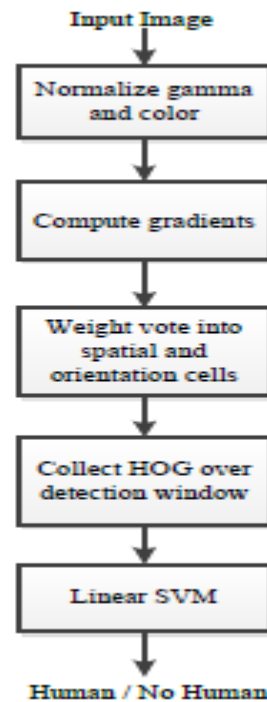 Input Image
Normalize gamma
and color
Compute gradients
Weight vote into
spatial and
orientation cells
Collect HOG over
detection window
Linear SVM
Human / No Human